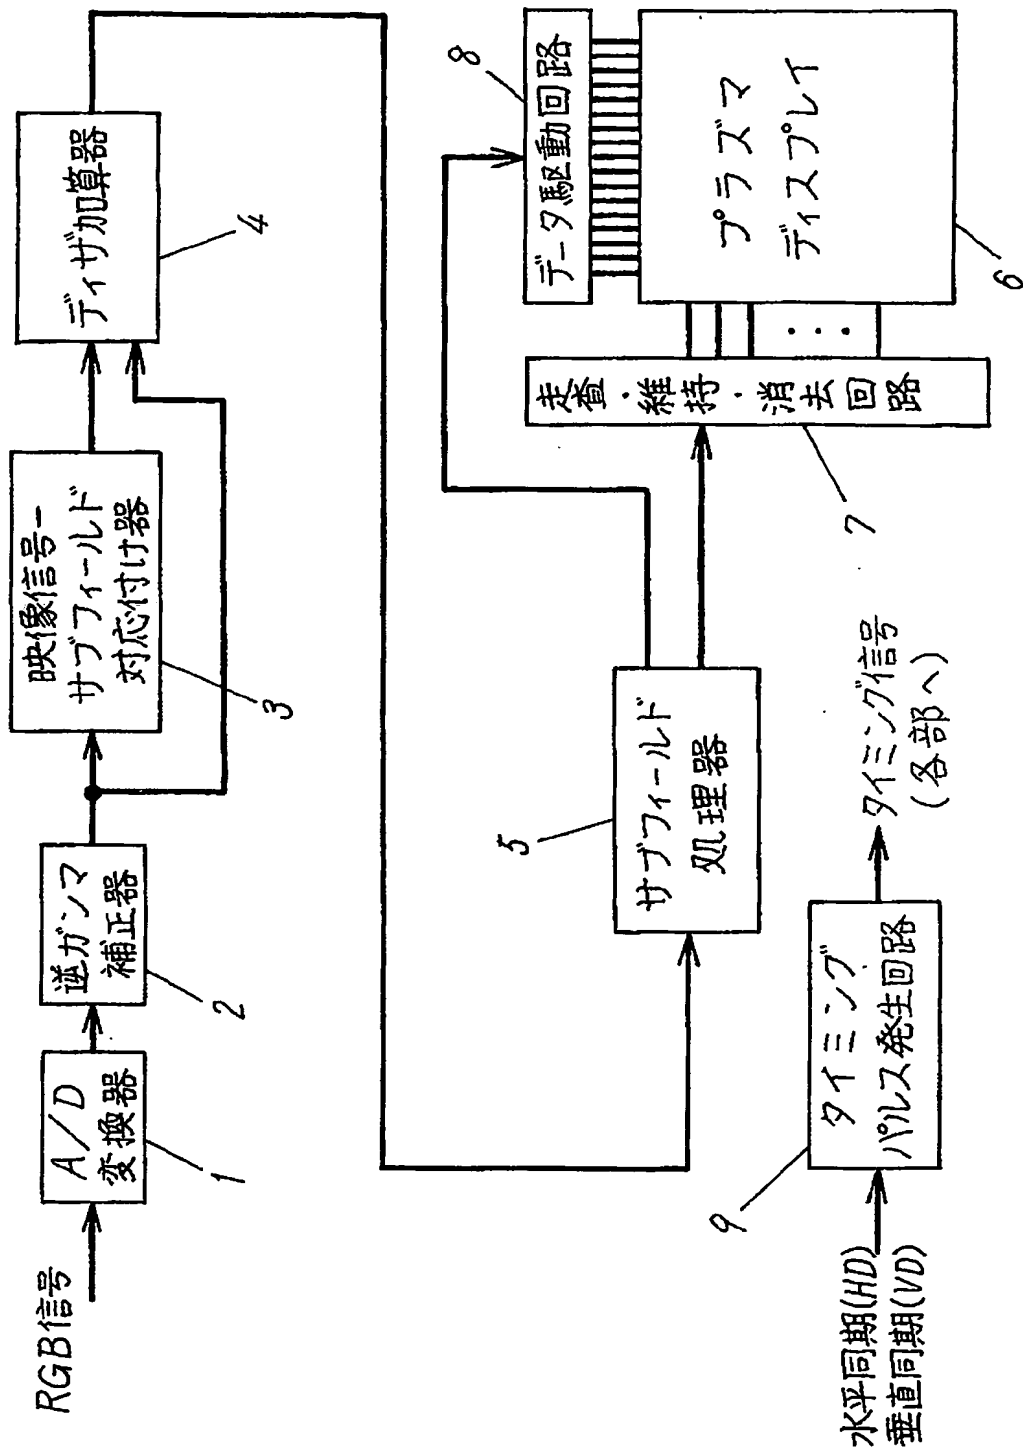 RGB信号
A/D
変換器
1
逆ガンマ
補正器
2
映像信号ー
サブフィールド
対応付け器
3
ディザ加算器
4
サブフィールド
処理器
5
データ駆動回路
8
プラズマ
ディスプレイ
6
走査・維持・消去回路
7
水平同期(HD)
垂直同期(VD)
タイミング
パルス発生回路
9
タイミング信号
(各部へ)